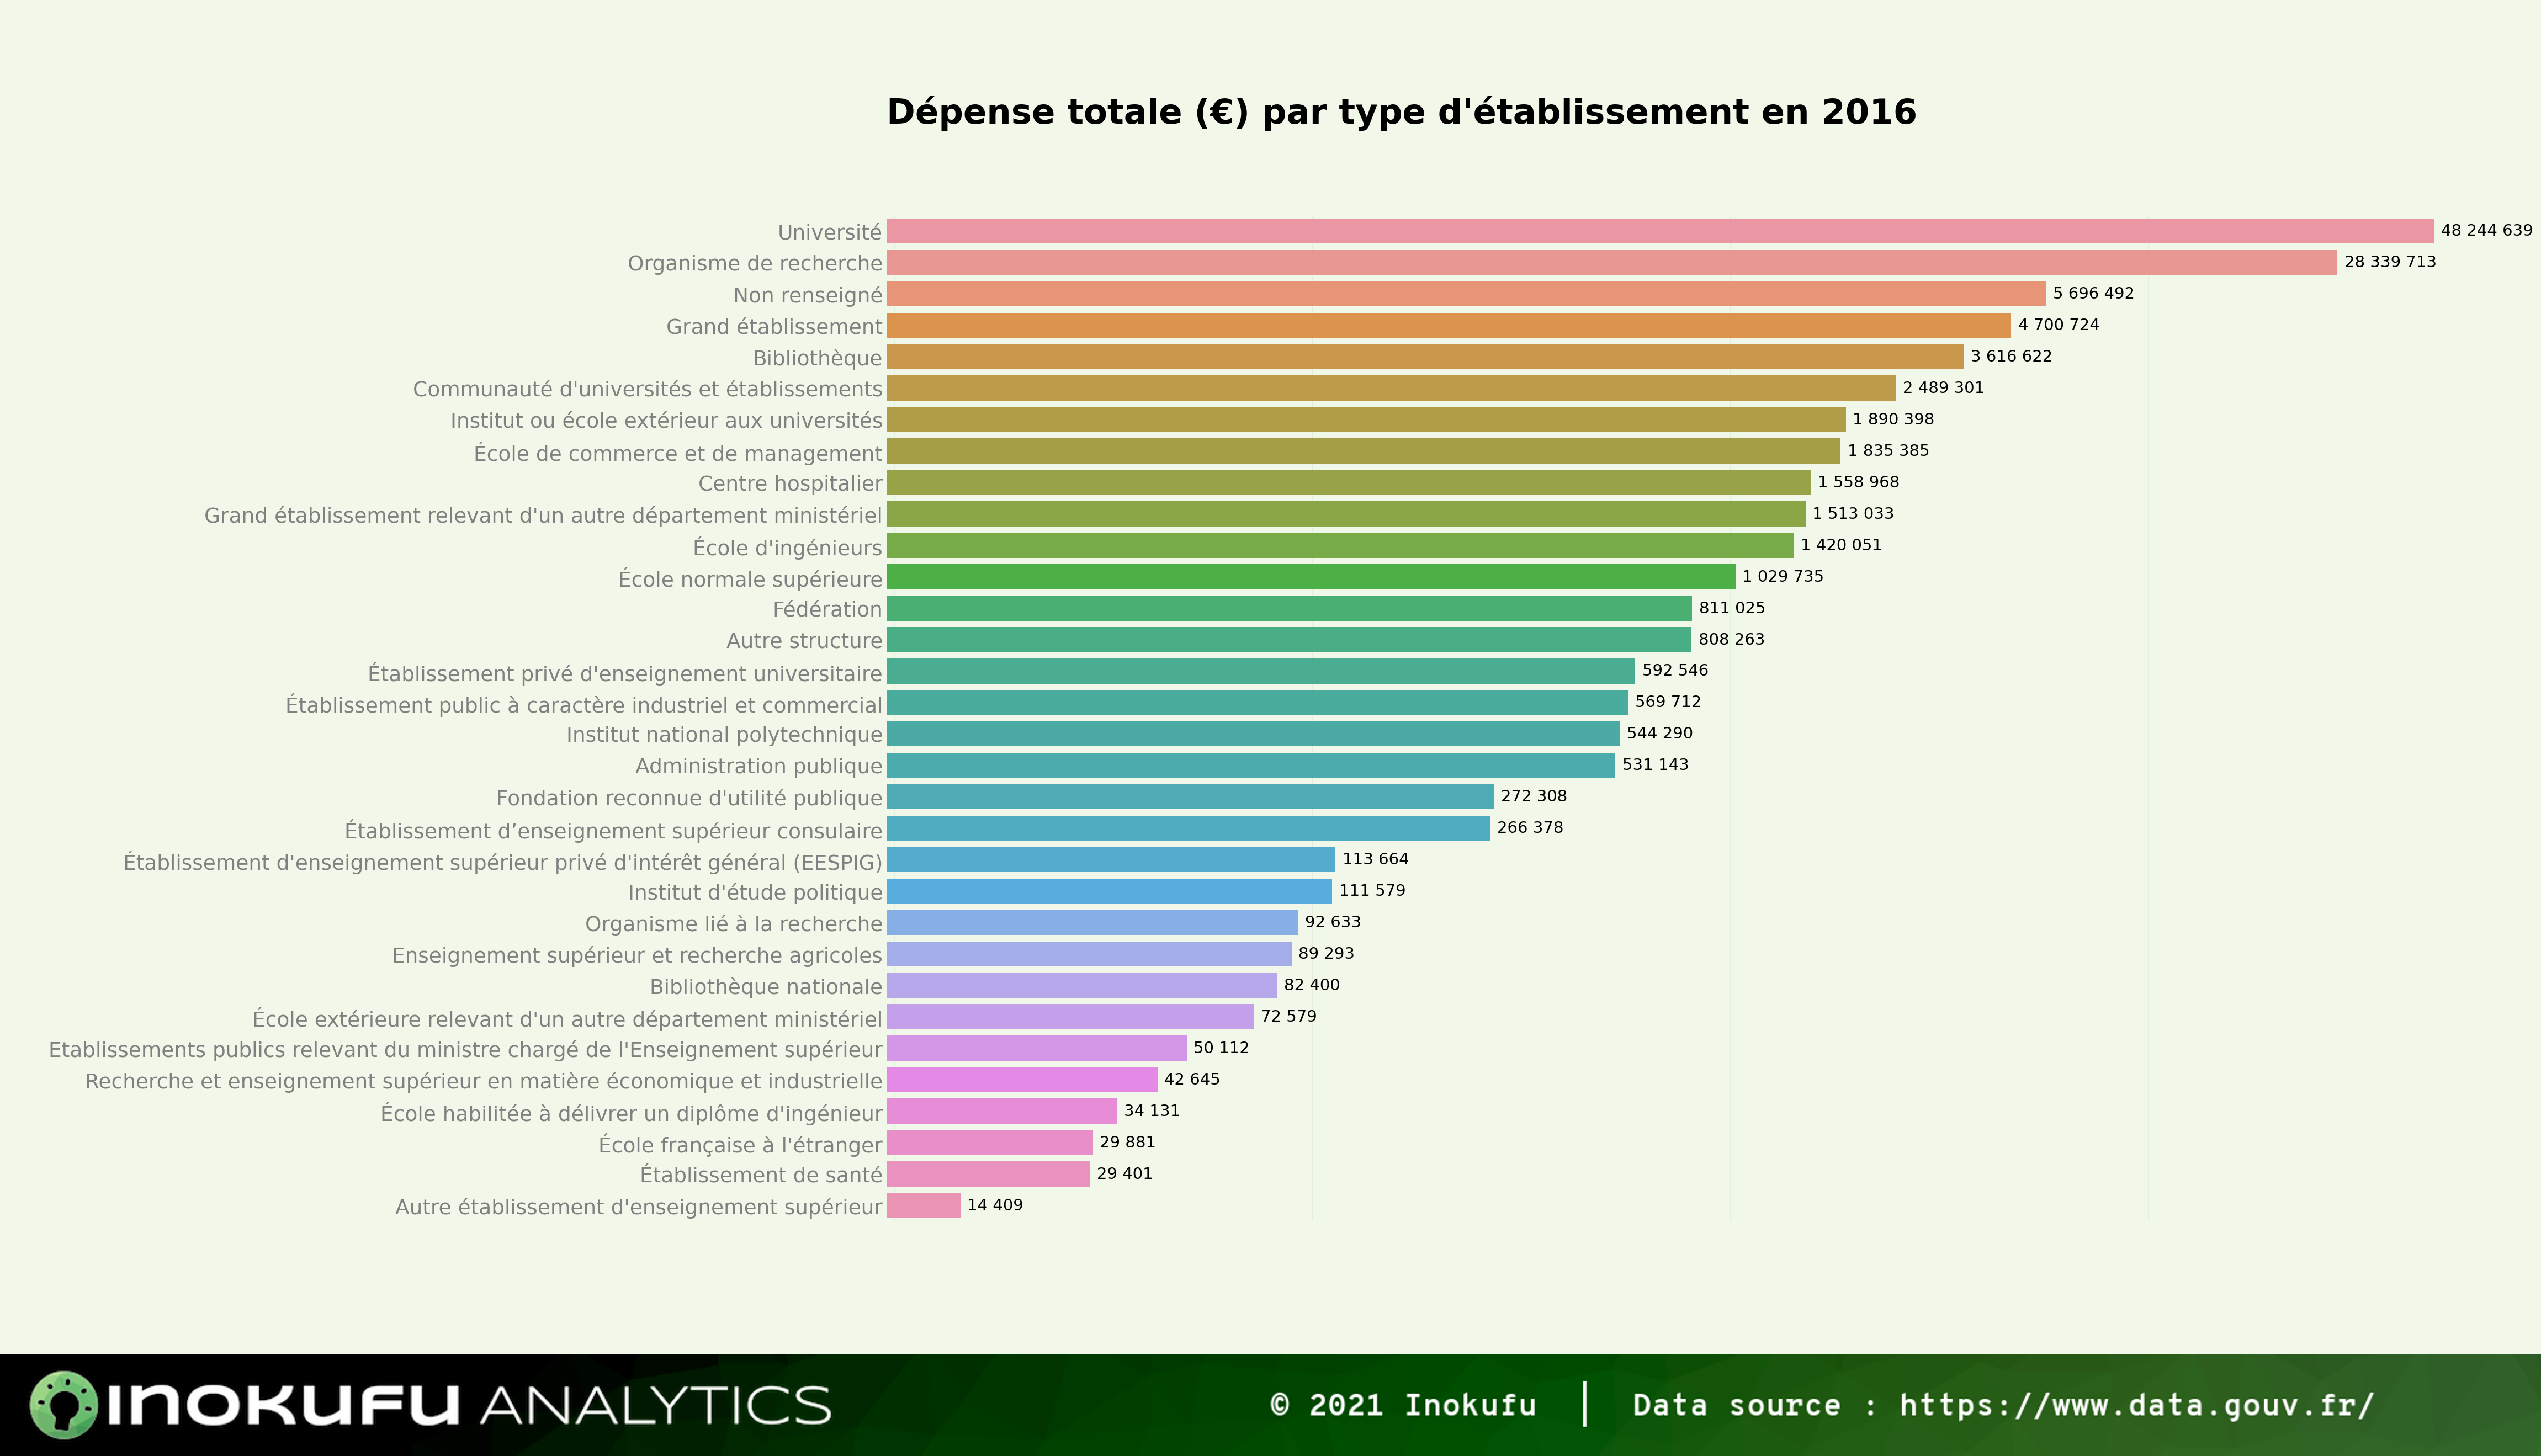 Dépense totale (€) par type d'établissement en 2016
Université 48 244 639
Organisme de recherche 28 339 713
Non renseigné 5 696 492
Grand établissement 4 700 724
Bibliothèque 3 616 622
Communauté d'universités et établissements 2 489 301
Institut ou école extérieur aux universités 1 890 398
École de commerce et de management 1 835 385
Centre hospitalier 1 558 968
Grand établissement relevant d'un autre département ministériel 1 513 033
École d'ingénieurs 1 420 051
École normale supérieure 1 029 735
Fédération 811 025
Autre structure 808 263
Établissement privé d'enseignement universitaire 592 546
Établissement public à caractère industriel et commercial 569 712
Institut national polytechnique 544 290
Administration publique 531 143
Fondation reconnue d'utilité publique 272 308
Établissement d’enseignement supérieur consulaire 266 378
Établissement d'enseignement supérieur privé d'intérêt général (EESPIG) 113 664
Institut d'étude politique 111 579
Organisme lié à la recherche 92 633
Enseignement supérieur et recherche agricoles 89 293
Bibliothèque nationale 82 400
École extérieure relevant d'un autre département ministériel 72 579
Etablissements publics relevant du ministre chargé de l'Enseignement supérieur 50 112
Recherche et enseignement supérieur en matière économique et industrielle 42 645
École habilitée à délivrer un diplôme d'ingénieur 34 131
École française à l'étranger 29 881
Établissement de santé 29 401
Autre établissement d'enseignement supérieur 14 409
INOKUFU ANALYTICS © 2021 Inokufu | Data source : https://www.data.gouv.fr/